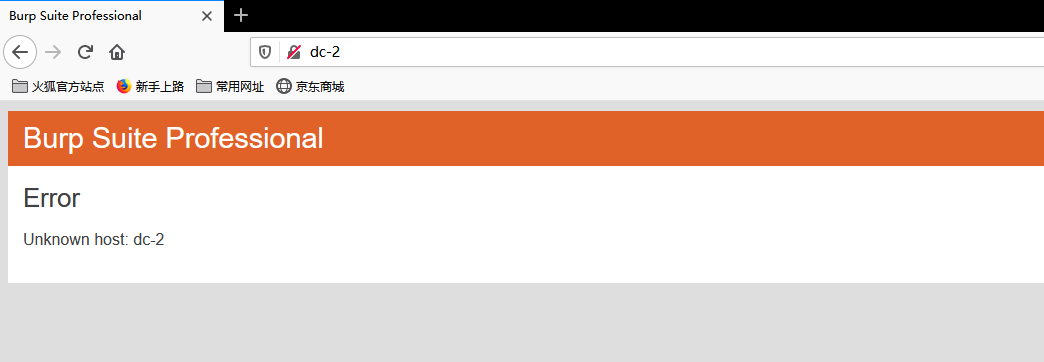 Burp Suite Professional
dc-2
火狐官方站点 新手上路 常用网址 京东商城
Burp Suite Professional
Error
Unknown host: dc-2